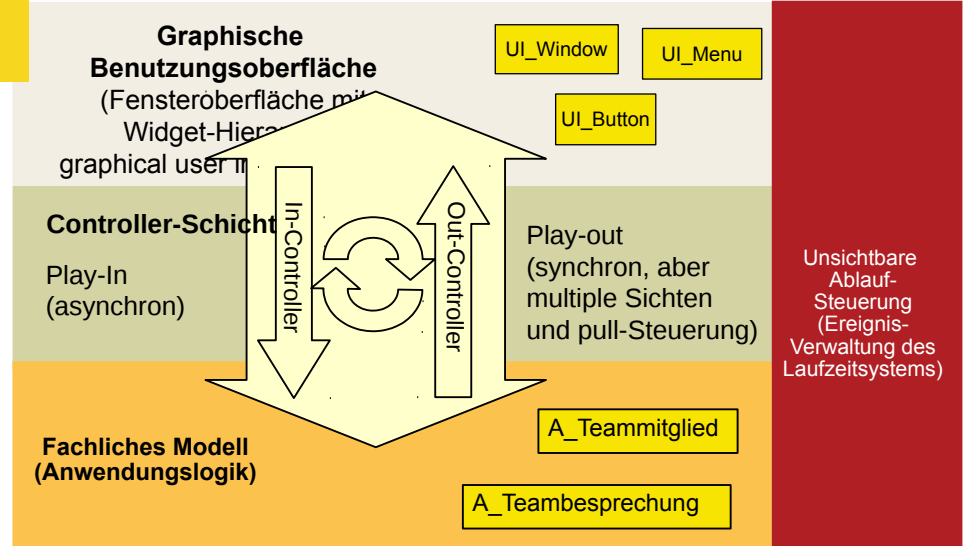 Graphische
Benutzungsoberfläche
(Fensteroberfläche mit
Widget-Hierar
graphical user in
UI_Window
UI_Menu
UI_Button
Controller-Schicht
Play-In
(asynchron)
In-Controller
Out-Controller
Play-out
(synchron, aber
multiple Sichten
und pull-Steuerung)
Unsichtbare
Ablauf-
Steuerung
(Ereignis-
Verwaltung des
Laufzeitsystems)
Fachliches Modell
(Anwendungslogik)
A_Teammitglied
A_Teambesprechung